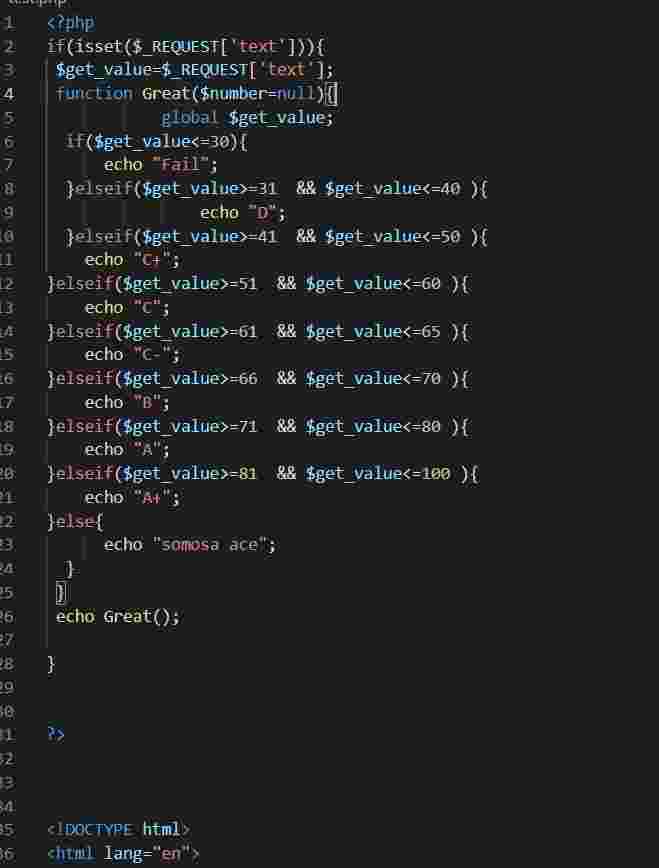 test.php
1 <?php
2 if(isset($_REQUEST['text'])){
3 $get_value=$_REQUEST['text'];
4 function Great($number=null){
5 global $get_value;
6 if($get_value<=30){
7 echo "Fail";
8 }elseif($get_value>=31 && $get_value<=40 ){
9 echo "D";
10 }elseif($get_value>=41 && $get_value<=50 ){
11 echo "C+";
12 }elseif($get_value>=51 && $get_value<=60 ){
13 echo "C";
14 }elseif($get_value>=61 && $get_value<=65 ){
15 echo "C-";
16 }elseif($get_value>=66 && $get_value<=70 ){
17 echo "B";
18 }elseif($get_value>=71 && $get_value<=80 ){
19 echo "A";
20 }elseif($get_value>=81 && $get_value<=100 ){
21 echo "A+";
22 }else{
23 echo "somosa ace";
24 }
25 }
26 echo Great();
27
28 }
29
30
31 ?>
32
33
34
35 <!DOCTYPE html>
36 <html lang="en">